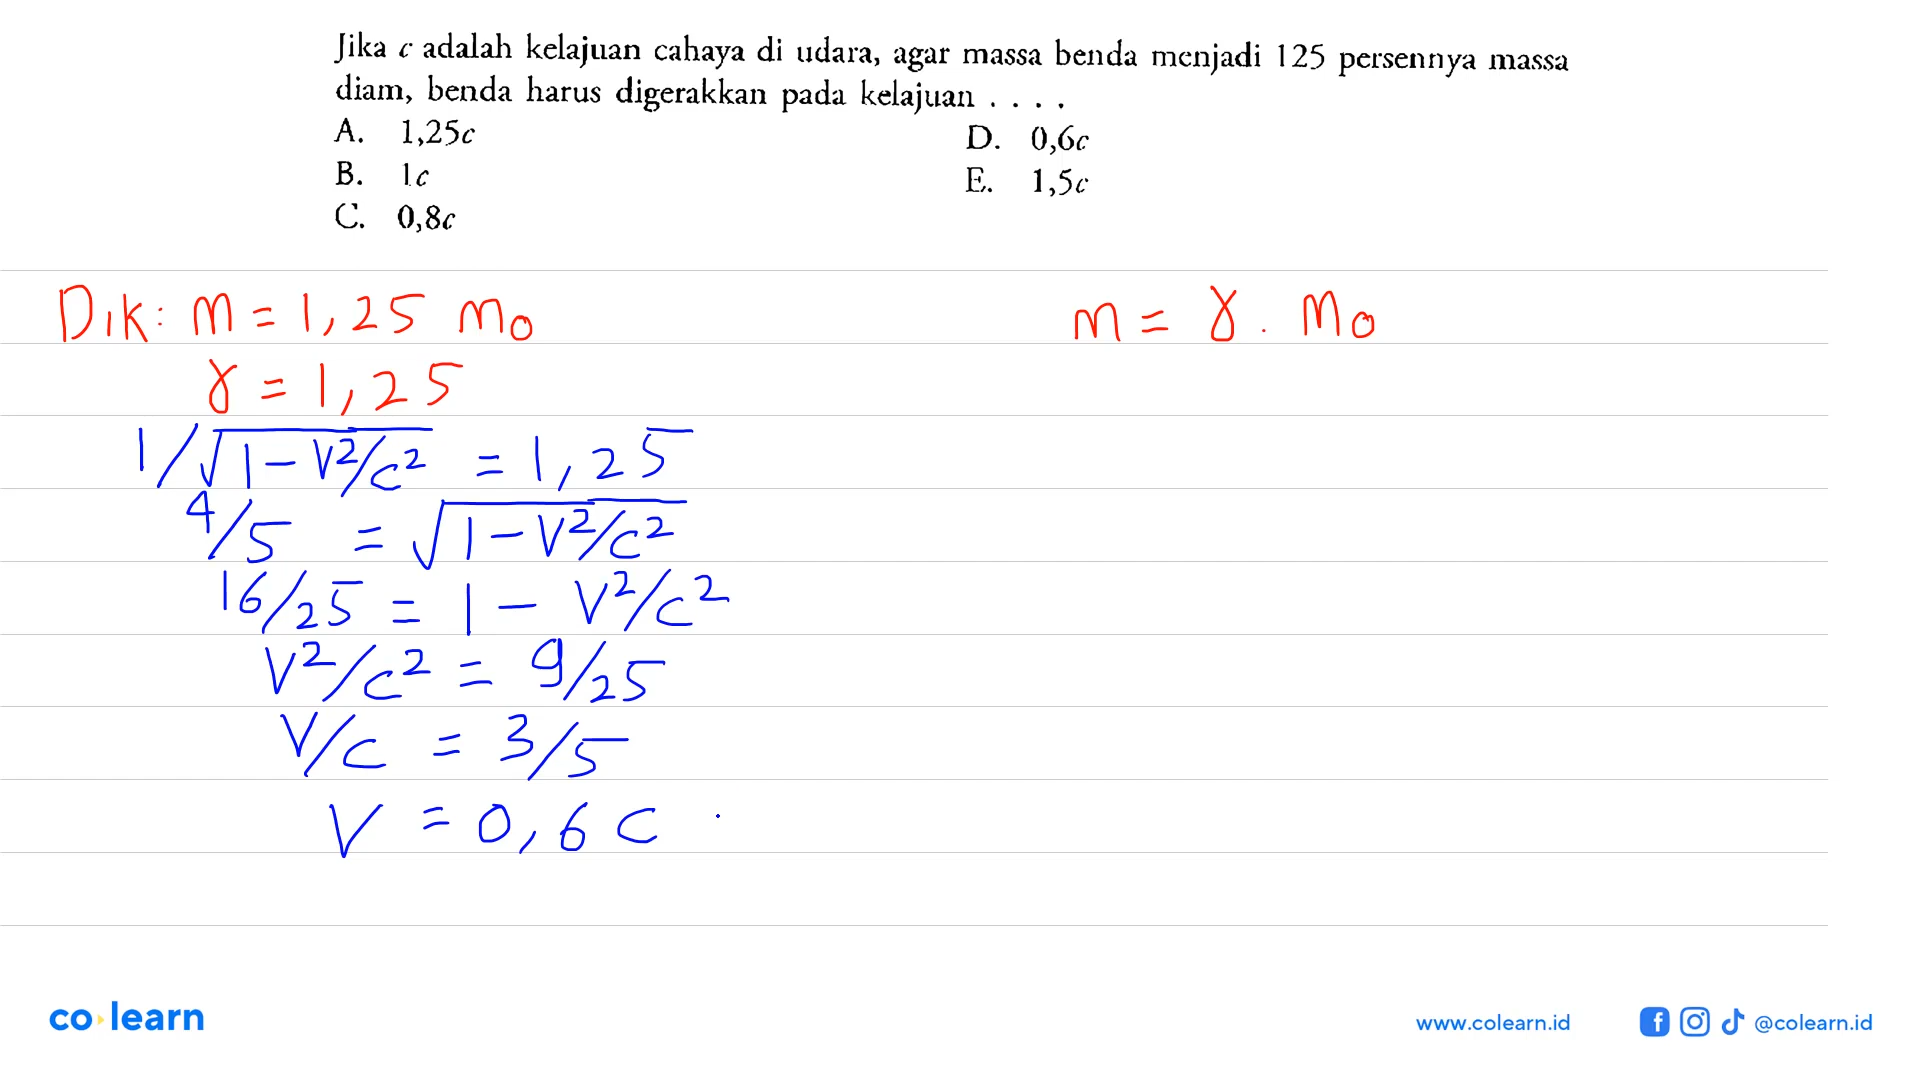 Jika c adalah kelajuan cahaya di udara, agar massa benda menjadi 125 persennya massa
diam, benda harus digerakkan pada kelajuan . . . .
A. 1,25c
D. 0,6c
B. 1c
E. 1,5c
C. 0,8c
Dik: m = 1,25 mo
m = γ . mo
γ = 1,25
1/√1-v²/c² = 1,25
4/5 = √1-v²/c²
16/25 = 1 - v²/c²
v²/c² = 9/25
v/c = 3/5
v = 0,6 c
co learn
www.colearn.id
@colearn.id